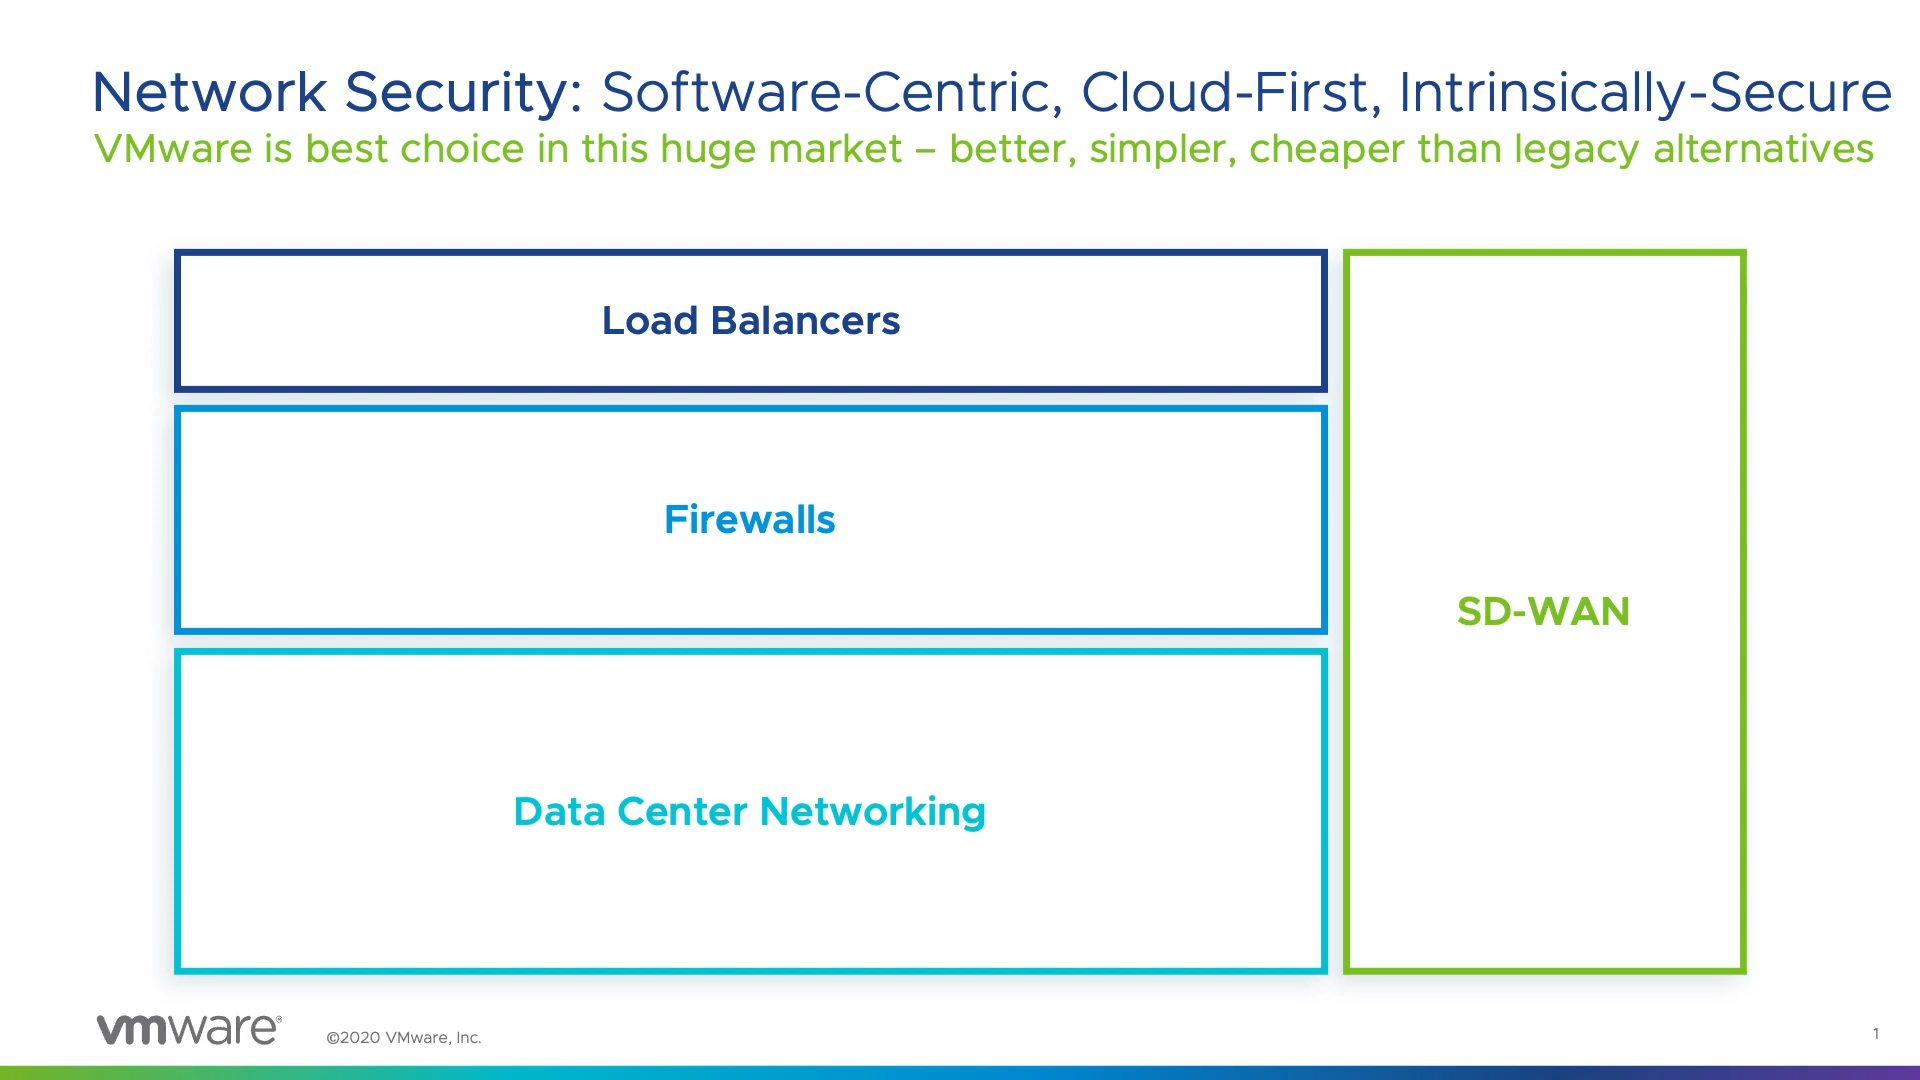 Network Security: Software-Centric, Cloud-First, Intrinsically-Secure
VMware is best choice in this huge market – better, simpler, cheaper than legacy alternatives
Load Balancers
Firewalls
Data Center Networking
SD-WAN
vmware®
©2020 VMware, Inc.
1